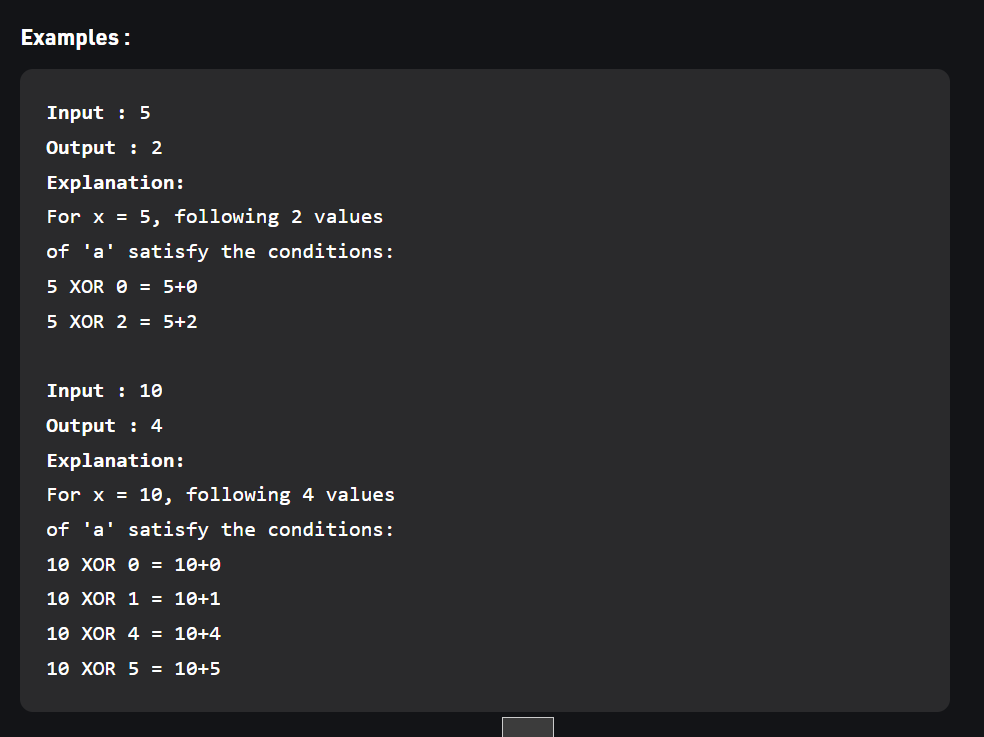 Examples :
Input : 5
Output : 2
Explanation:
For x = 5, following 2 values
of 'a' satisfy the conditions:
5 XOR 0 = 5+0
5 XOR 2 = 5+2
Input : 10
Output : 4
Explanation:
For x = 10, following 4 values
of 'a' satisfy the conditions:
10 XOR 0 = 10+0
10 XOR 1 = 10+1
10 XOR 4 = 10+4
10 XOR 5 = 10+5